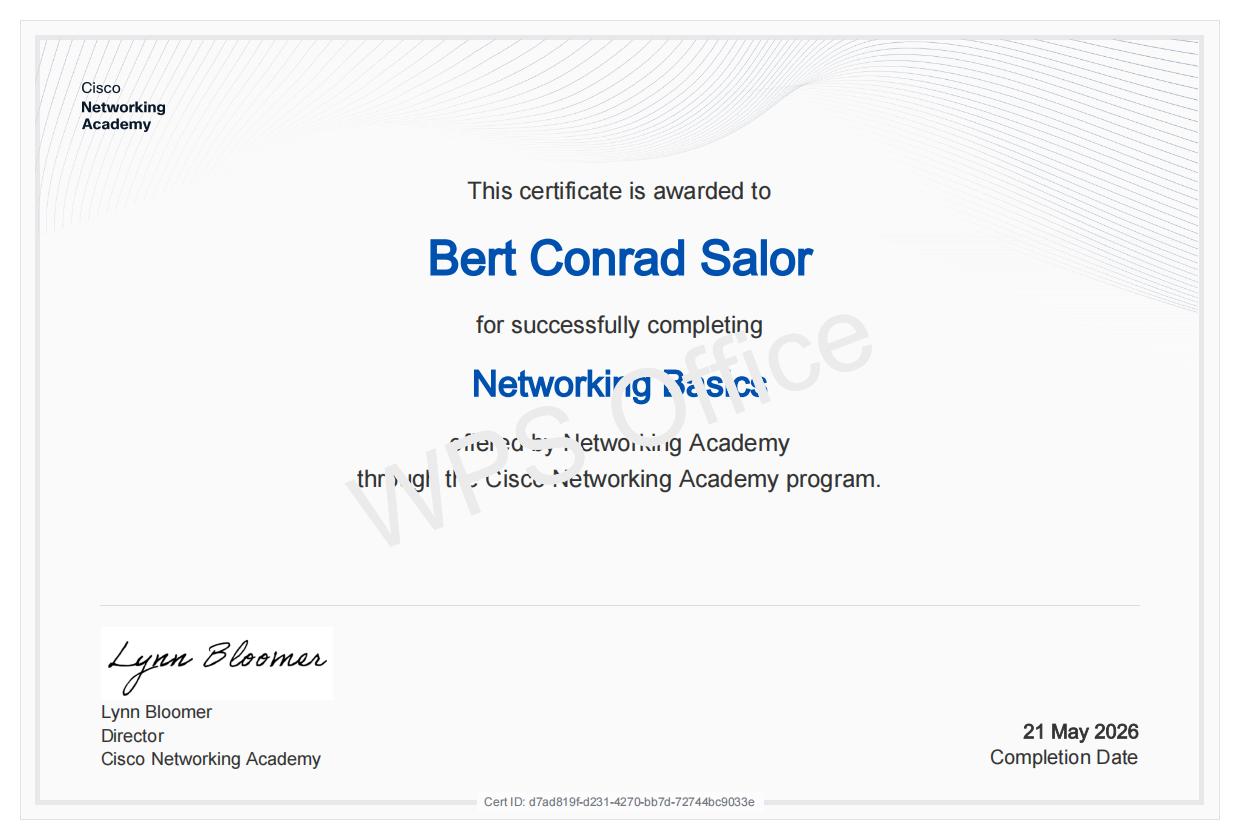 Cisco
Networking
Academy
This certificate is awarded to
Bert Conrad Salor
for successfully completing
Networking Basics
offered by Networking Academy
through the Cisco Networking Academy program.
WPS Office
Lynn Bloomer
Lynn Bloomer
Director
Cisco Networking Academy
21 May 2026
Completion Date
Cert ID: d7ad819f-d231-4270-bb7d-72744bc9033e